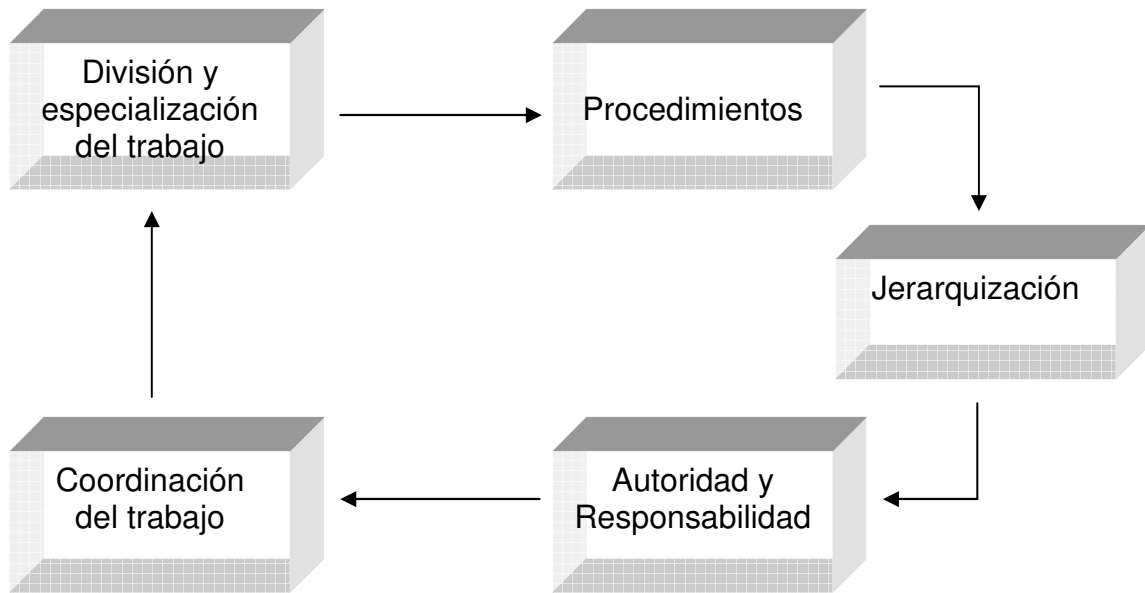 División y
especialización
del trabajo
Procedimientos
Jerarquización
Autoridad y
Responsabilidad
Coordinación
del trabajo